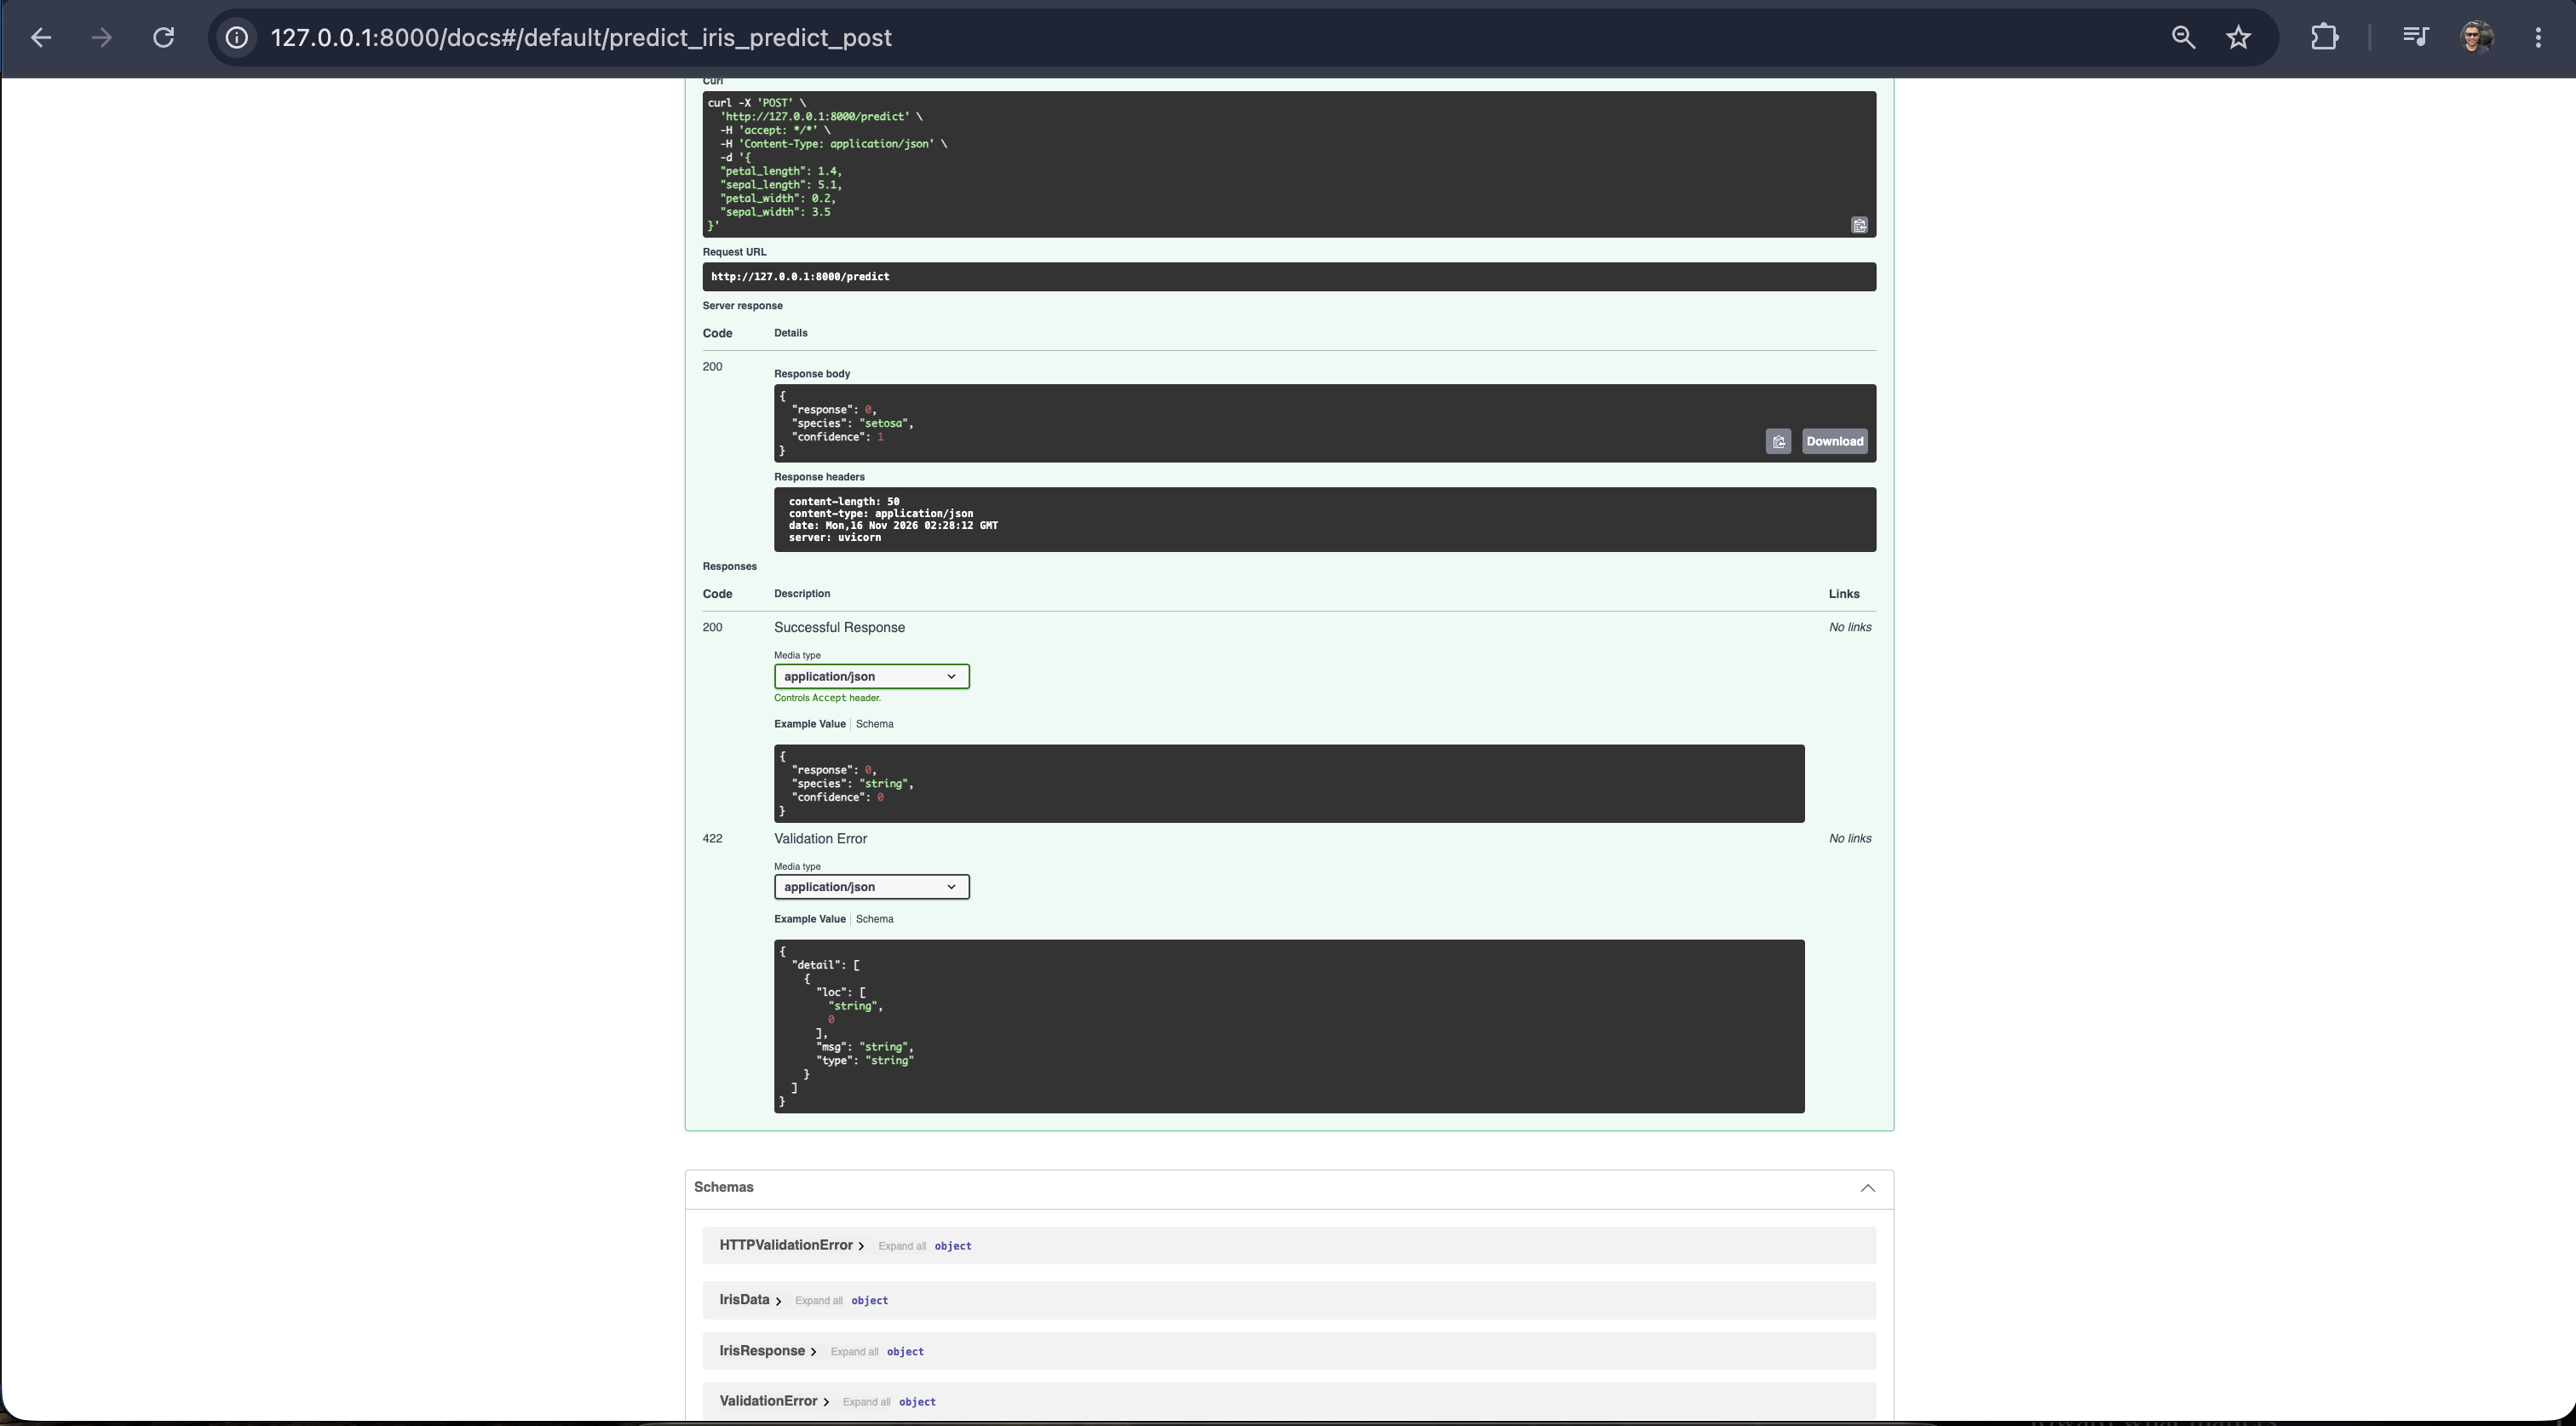 127.0.0.1:8000/docs#/default/predict_iris_predict_post
Curl
curl -X 'POST' \
'http://127.0.0.1:8000/predict' \
-H 'accept: */*' \
-H 'Content-Type: application/json' \
-d '{
"petal_length": 1.4,
"sepal_length": 5.1,
"petal_width": 0.2,
"sepal_width": 3.5
}'
Request URL
http://127.0.0.1:8000/predict
Server response
Code Details
200
Response body
{
"response": 0,
"species": "setosa",
"confidence": 1
}
Download
Response headers
content-length: 50
content-type: application/json
date: Mon,16 Nov 2026 02:28:12 GMT
server: uvicorn
Responses
Code Description Links
200 Successful Response No links
Media type
application/json
Controls Accept header.
Example Value Schema
{
"response": 0,
"species": "string",
"confidence": 0
}
422 Validation Error No links
Media type
application/json
Example Value Schema
{
"detail": [
{
"loc": [
"string",
0
],
"msg": "string",
"type": "string"
}
]
}
Schemas
HTTPValidationError Expand all object
IrisData Expand all object
IrisResponse Expand all object
ValidationError Expand all object